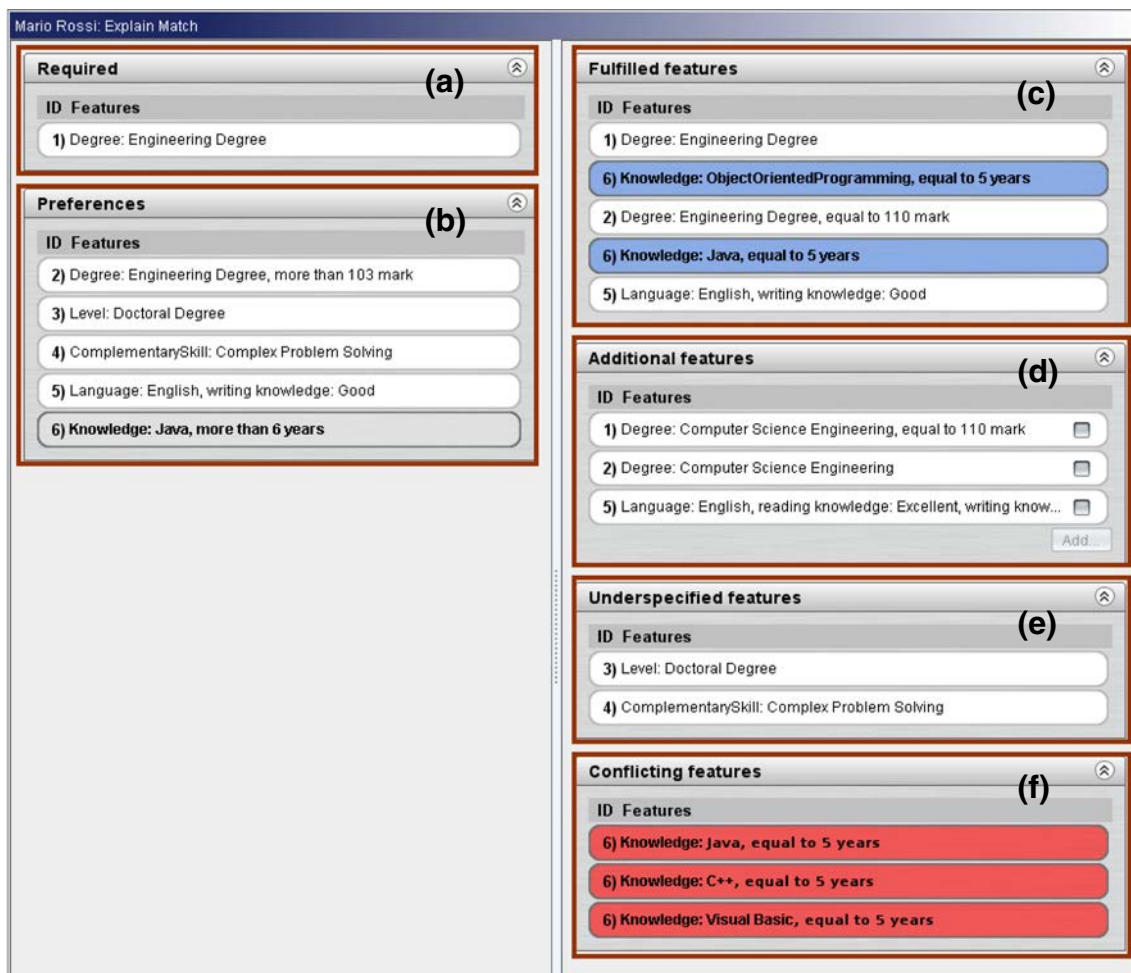 Mario Rossi: Explain Match
Required
(a)
ID Features
1) Degree: Engineering Degree
Preferences
(b)
ID Features
2) Degree: Engineering Degree, more than 103 mark
3) Level: Doctoral Degree
4) ComplementarySkill: Complex Problem Solving
5) Language: English, writing knowledge: Good
6) Knowledge: Java, more than 6 years
Fulfilled features
(c)
ID Features
1) Degree: Engineering Degree
6) Knowledge: ObjectOrientedProgramming, equal to 5 years
2) Degree: Engineering Degree, equal to 110 mark
6) Knowledge: Java, equal to 5 years
5) Language: English, writing knowledge: Good
Additional features
(d)
ID Features
1) Degree: Computer Science Engineering, equal to 110 mark
2) Degree: Computer Science Engineering
5) Language: English, reading knowledge: Excellent, writing know...
Add...
Underspecified features
(e)
ID Features
3) Level: Doctoral Degree
4) ComplementarySkill: Complex Problem Solving
Conflicting features
(f)
ID Features
6) Knowledge: Java, equal to 5 years
6) Knowledge: C++, equal to 5 years
6) Knowledge: Visual Basic, equal to 5 years